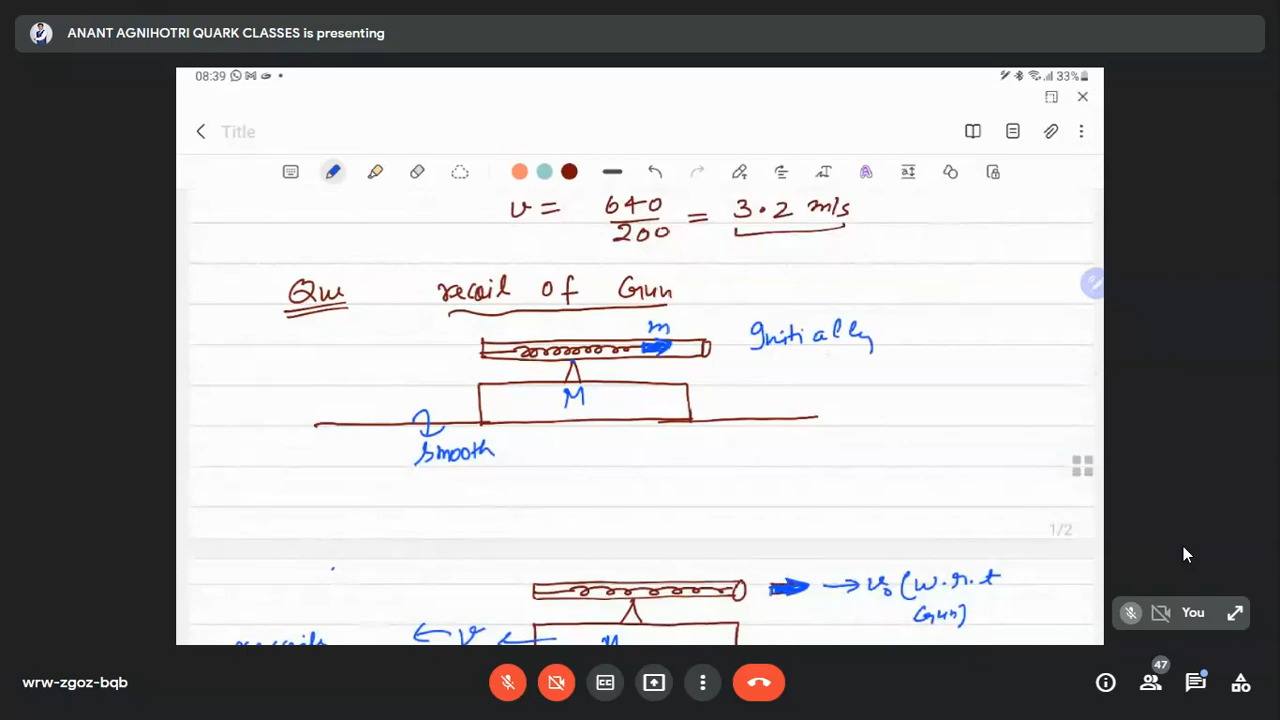 ANANT AGNIHOTRI QUARK CLASSES is presenting
08:39
33%
Title
v = 640/200 = 3.2 m/s
Que recoil of Gun
m
Initially
M
smooth
1/2
v₀ (w.r.t
Gun)
v
You
wrw-zgoz-bqb
47